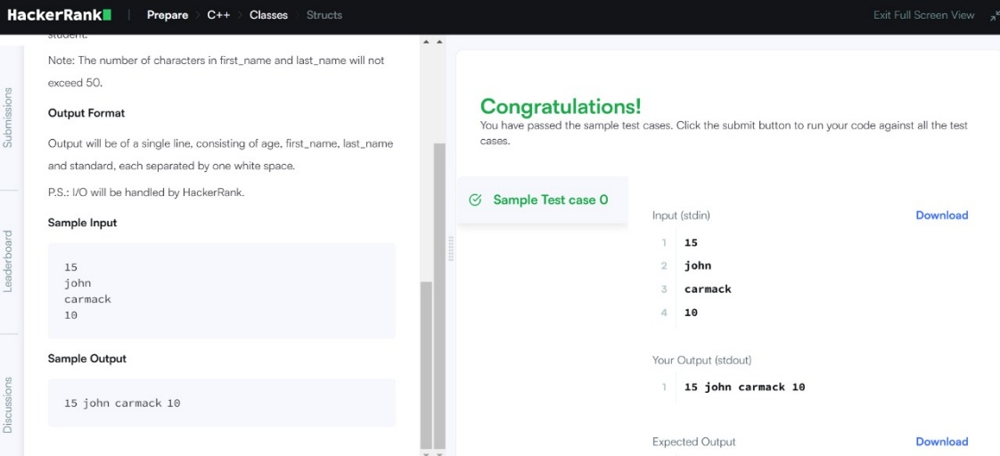 HackerRank
Prepare
C++
Classes
Structs
Exit Full Screen View
Submissions
Leaderboard
Discussions
student.
Note: The number of characters in first_name and last_name will not
exceed 50.
Output Format
Output will be of a single line, consisting of age, first_name, last_name
and standard, each separated by one white space.
P.S.: I/O will be handled by HackerRank.
Sample Input
15
john
carmack
10
Sample Output
15 john carmack 10
Congratulations!
You have passed the sample test cases. Click the submit button to run your code against all the test
cases.
Sample Test case 0
Input (stdin)
Download
1 15
2 john
3 carmack
4 10
Your Output (stdout)
1 15 john carmack 10
Expected Output
Download